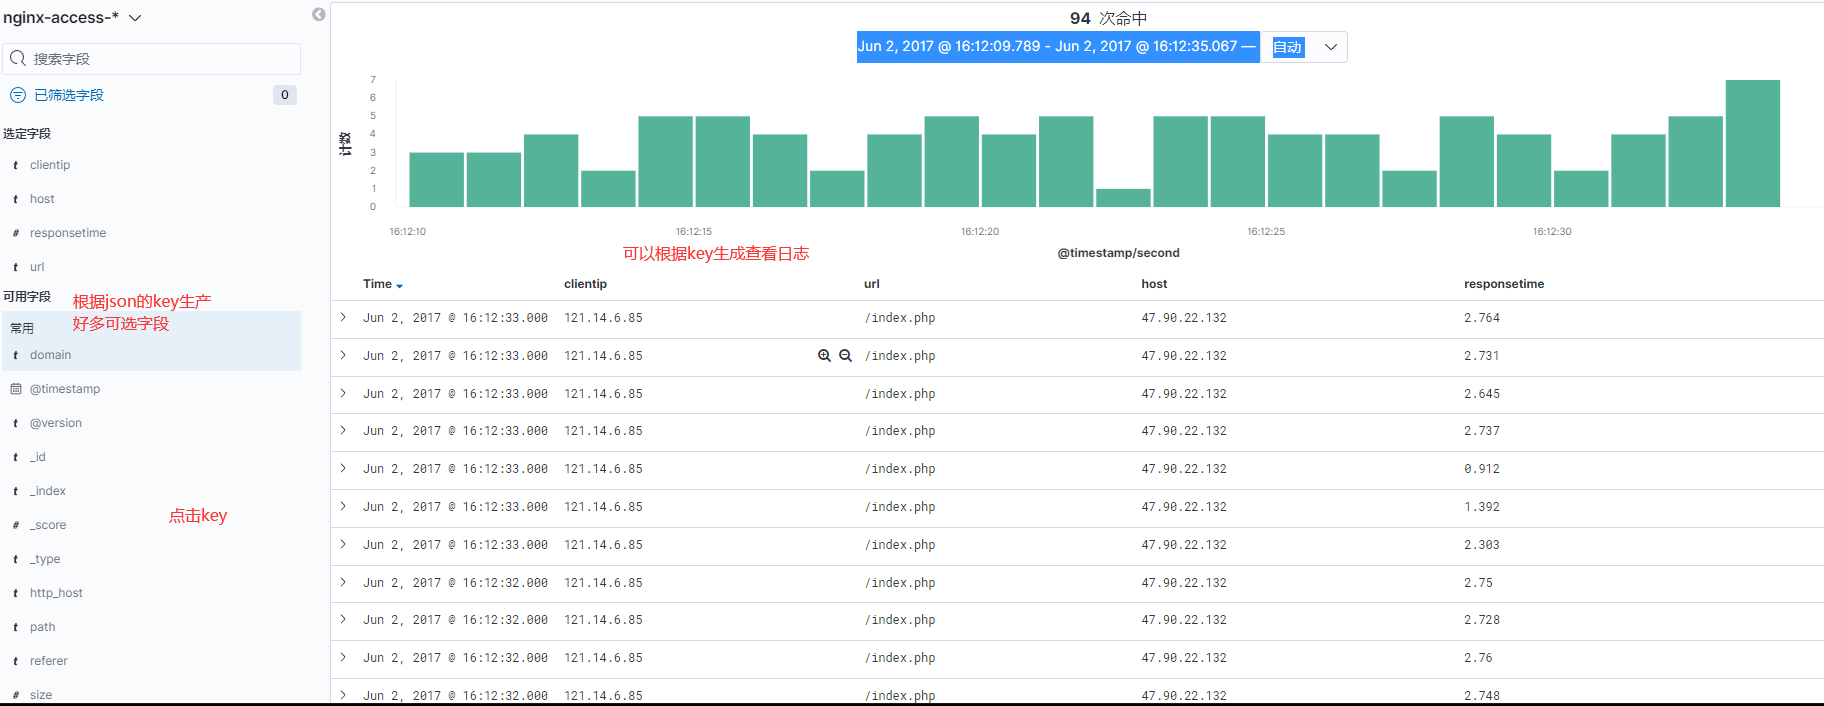 nginx-access-*
搜索字段
已筛选字段 0
选定字段
t clientip
t host
# responsetime
t url
可用字段
根据json的key生产
好多可选字段
常用
t domain
@timestamp
t @version
t _id
t _index
点击key
# _score
t _type
t http_host
t path
t referer
# size
94 次命中
Jun 2, 2017 @ 16:12:09.789 - Jun 2, 2017 @ 16:12:35.067 — 自动
计数
7
6
5
4
3
2
1
0
16:12:10 16:12:15 16:12:20 16:12:25 16:12:30
可以根据key生成查看日志
@timestamp/second
Time clientip url host responsetime
Jun 2, 2017 @ 16:12:33.000 121.14.6.85 /index.php 47.90.22.132 2.764
Jun 2, 2017 @ 16:12:33.000 121.14.6.85 /index.php 47.90.22.132 2.731
Jun 2, 2017 @ 16:12:33.000 121.14.6.85 /index.php 47.90.22.132 2.645
Jun 2, 2017 @ 16:12:33.000 121.14.6.85 /index.php 47.90.22.132 2.737
Jun 2, 2017 @ 16:12:33.000 121.14.6.85 /index.php 47.90.22.132 0.912
Jun 2, 2017 @ 16:12:33.000 121.14.6.85 /index.php 47.90.22.132 1.392
Jun 2, 2017 @ 16:12:33.000 121.14.6.85 /index.php 47.90.22.132 2.303
Jun 2, 2017 @ 16:12:32.000 121.14.6.85 /index.php 47.90.22.132 2.75
Jun 2, 2017 @ 16:12:32.000 121.14.6.85 /index.php 47.90.22.132 2.728
Jun 2, 2017 @ 16:12:32.000 121.14.6.85 /index.php 47.90.22.132 2.76
Jun 2, 2017 @ 16:12:32.000 121.14.6.85 /index.php 47.90.22.132 2.748